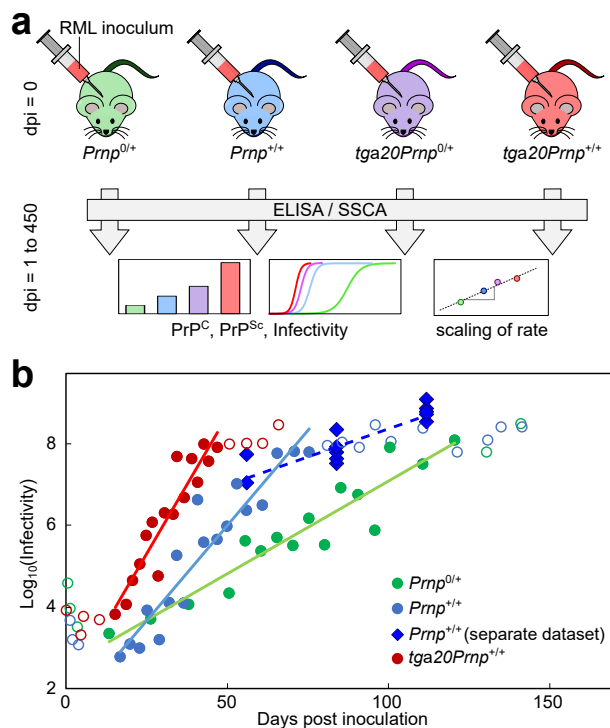 a
RML inoculum
dpi = 0
Prnp0/+
Prnp+/+
tga20Prnp0/+
tga20Prnp+/+
ELISA / SSCA
dpi = 1 to 450
PrPC, PrPSc, Infectivity
scaling of rate
b
Log10(Infectivity)
8
6
4
2
Prnp0/+
Prnp+/+
Prnp+/+ (separate dataset)
tga20Prnp+/+
0
50
100
150
Days post inoculation